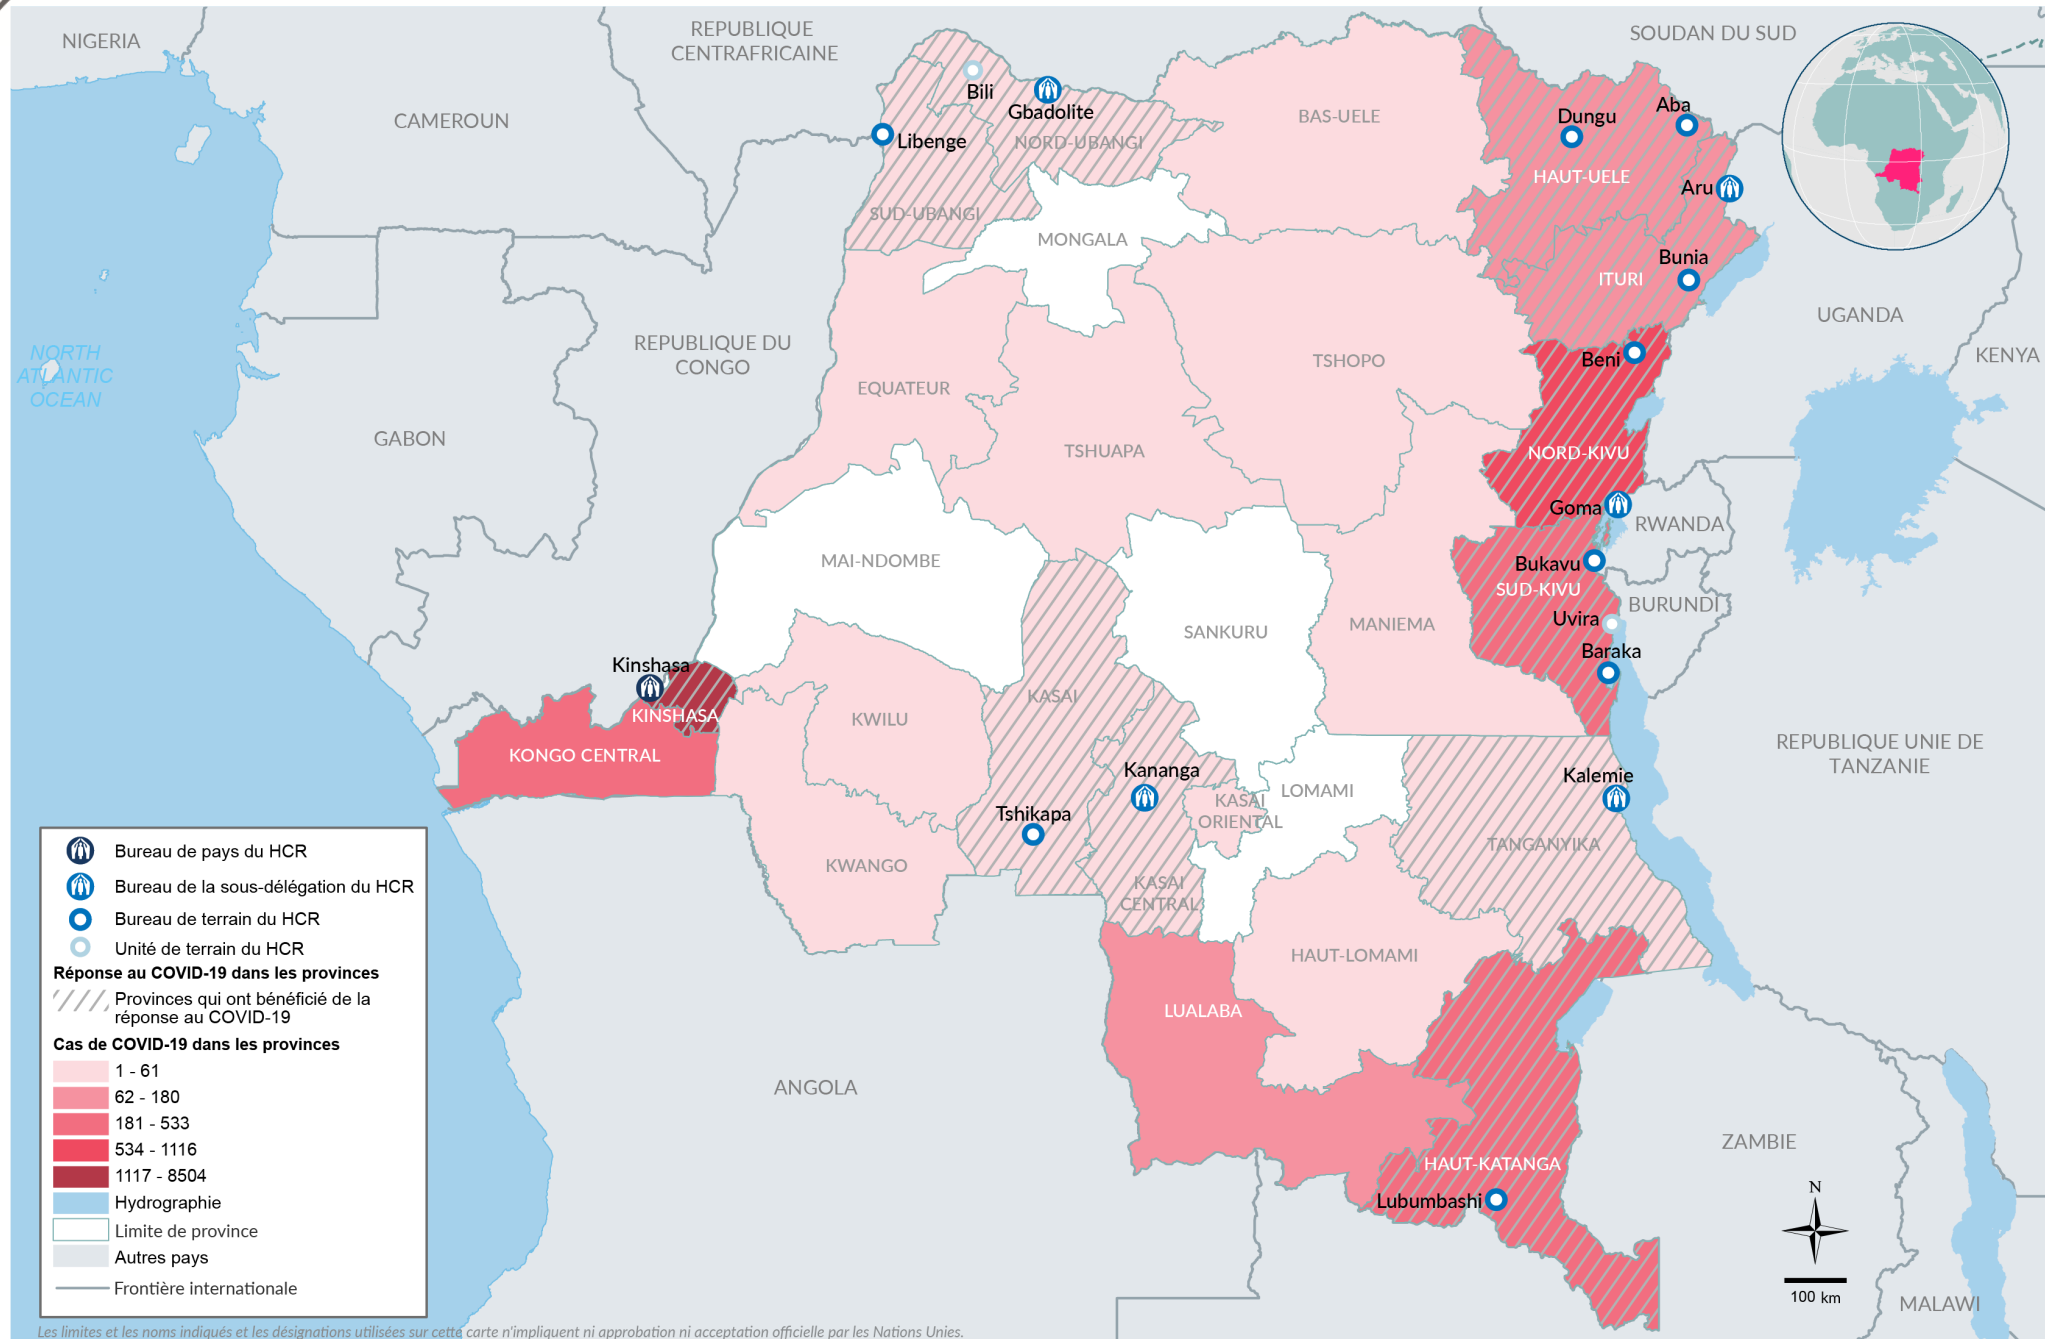 NIGERIA
REPUBLIQUE
CENTRAFRICAINE
SOUDAN DU SUD
CAMEROUN
Bili
Gbadolite
NORD-UBANGI
Libenge
SUD-UBANGI
BAS-UELE
Dungu
Aba
HAUT-UELE
Aru
MONGALA
ITURI
Bunia
UGANDA
KENYA
NORTH
ATLANTIC
OCEAN
REPUBLIQUE DU
CONGO
GABON
EQUATEUR
TSHUAPA
TSHOPO
Beni
NORD-KIVU
Goma
RWANDA
MAI-NDOMBE
SANKURU
MANIEMA
Bukavu
SUD-KIVU
BURUNDI
Uvira
Baraka
Kinshasa
KINSHASA
KONGO CENTRAL
KWILU
KASAI
KWANGO
Tshikapa
Kananga
KASAI
ORIENTAL
KASAI
CENTRAL
LOMAMI
Kalemie
TANGANYIKA
REPUBLIQUE UNIE DE
TANZANIE
HAUT-LOMAMI
LUALABA
ANGOLA
HAUT-KATANGA
Lubumbashi
ZAMBIE
MALAWI
N
100 km
Bureau de pays du HCR
Bureau de la sous-délégation du HCR
Bureau de terrain du HCR
Unité de terrain du HCR
Réponse au COVID-19 dans les provinces
Provinces qui ont bénéficié de la
réponse au COVID-19
Cas de COVID-19 dans les provinces
1 - 61
62 - 180
181 - 533
534 - 1116
1117 - 8504
Hydrographie
Limite de province
Autres pays
Frontière internationale
Les limites et les noms indiqués et les désignations utilisées sur cette carte n'impliquent ni approbation ni acceptation officielle par les Nations Unies.